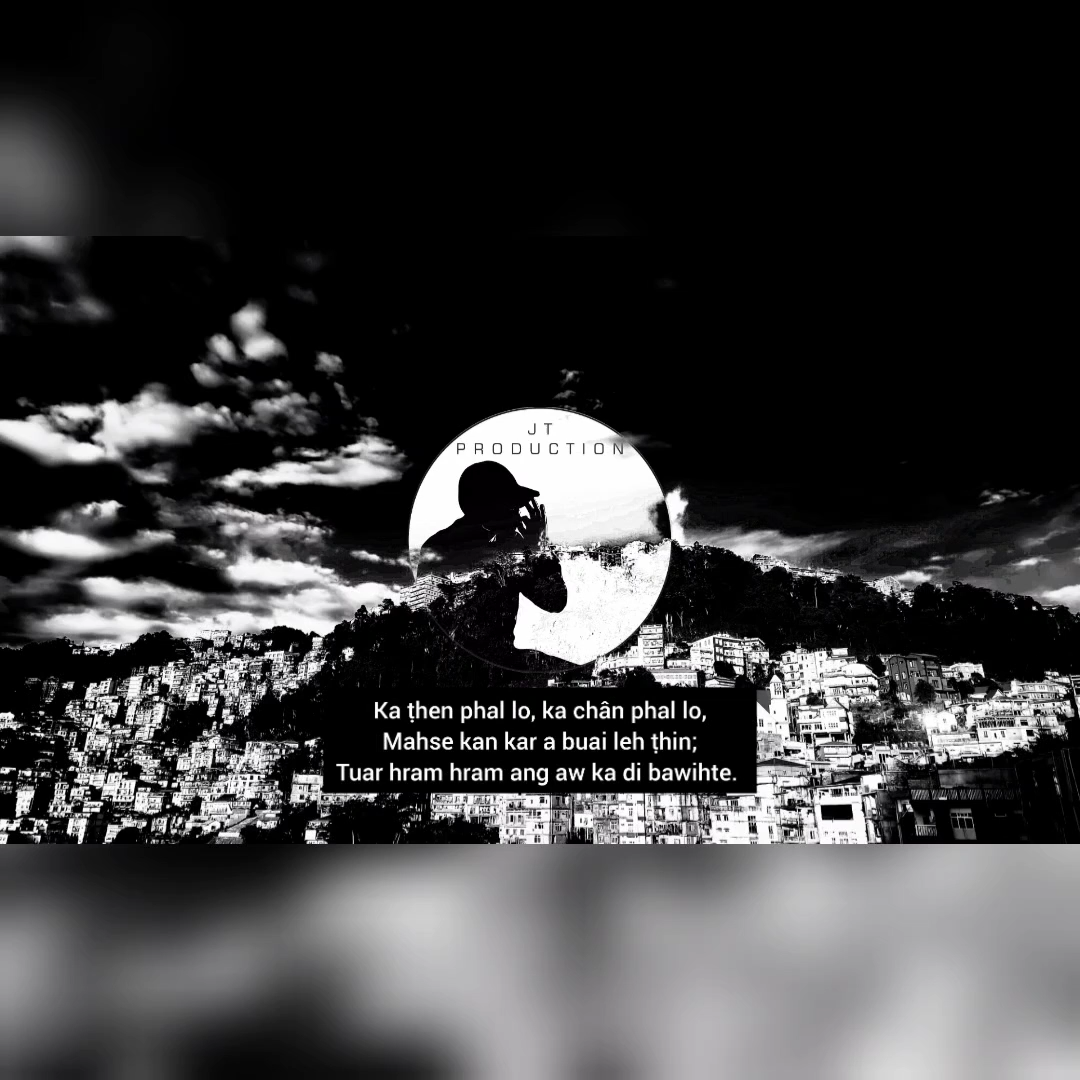 JT
PRODUCTION
Ka ṭhen phal lo, ka chân phal lo,
Mahse kan kar a buai leh ṭhin;
Tuar hram hram ang aw ka di bawihte.